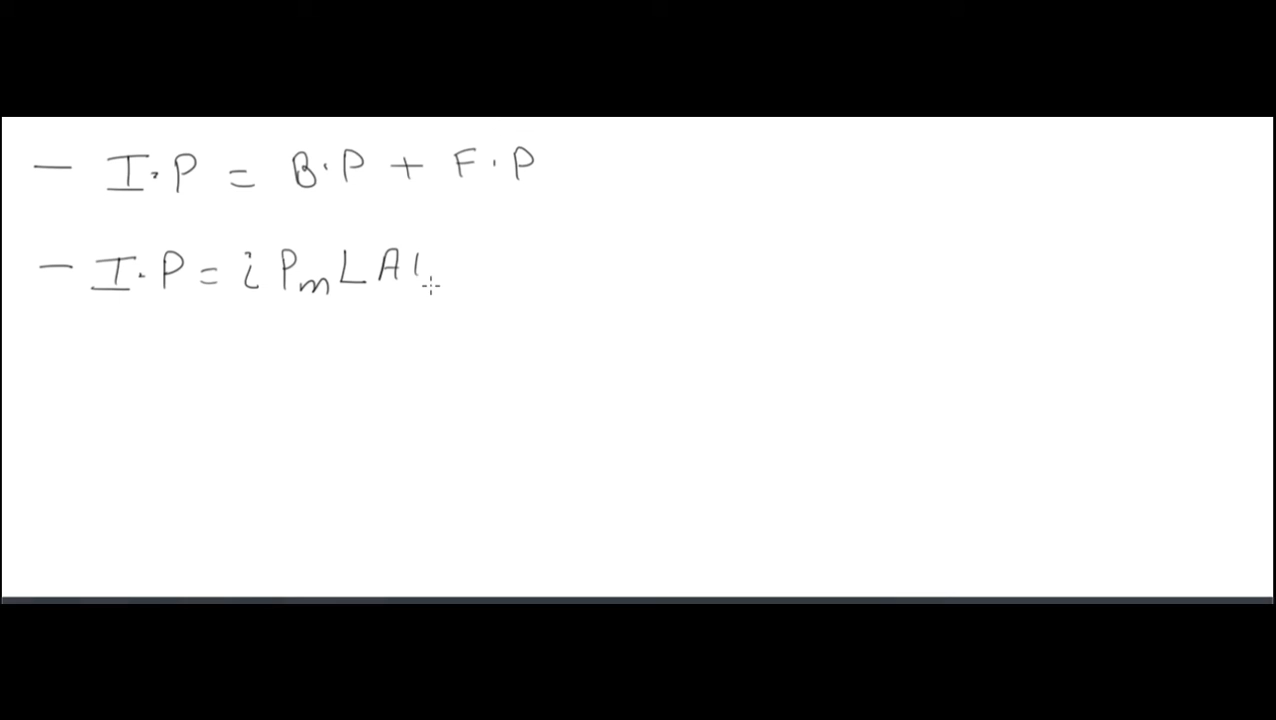 — I.P = B.P + F.P
— I.P = i Pm L A